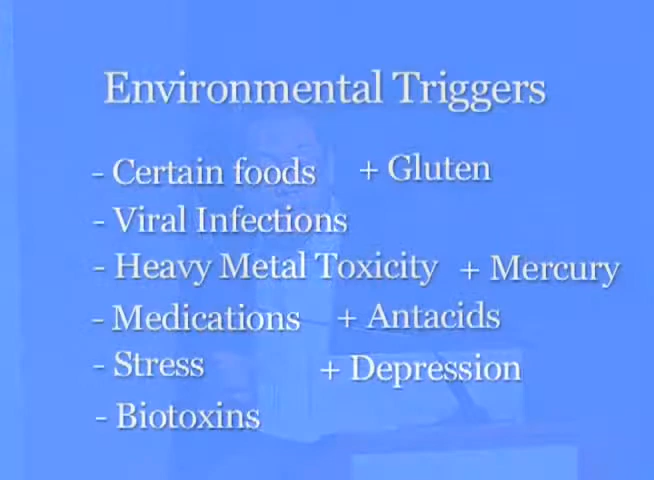 Environmental Triggers
- Certain foods + Gluten
- Viral Infections
- Heavy Metal Toxicity + Mercury
- Medications + Antacids
- Stress + Depression
- Biotoxins